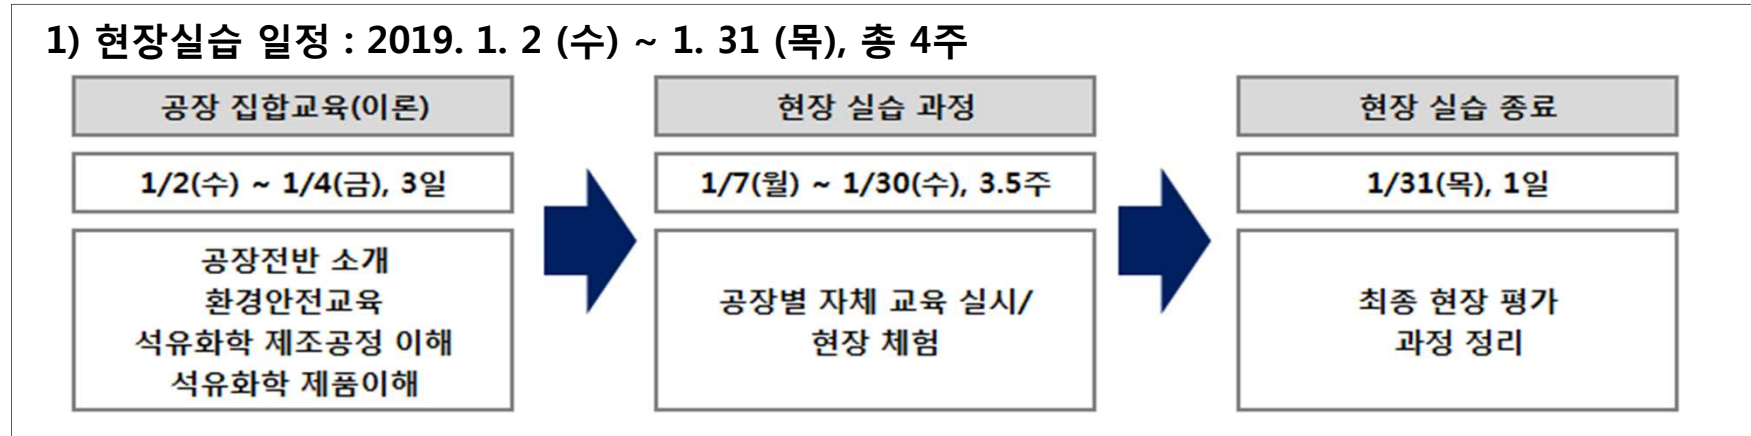 1) 현장실습 일정 : 2019. 1. 2 (수) ~ 1. 31 (목), 총 4주
공장 집합교육(이론)
1/2(수) ~ 1/4(금), 3일
공장전반 소개
환경안전교육
석유화학 제조공정 이해
석유화학 제품이해
현장 실습 과정
1/7(월) ~ 1/30(수), 3.5주
공장별 자체 교육 실시/
현장 체험
현장 실습 종료
1/31(목), 1일
최종 현장 평가
과정 정리